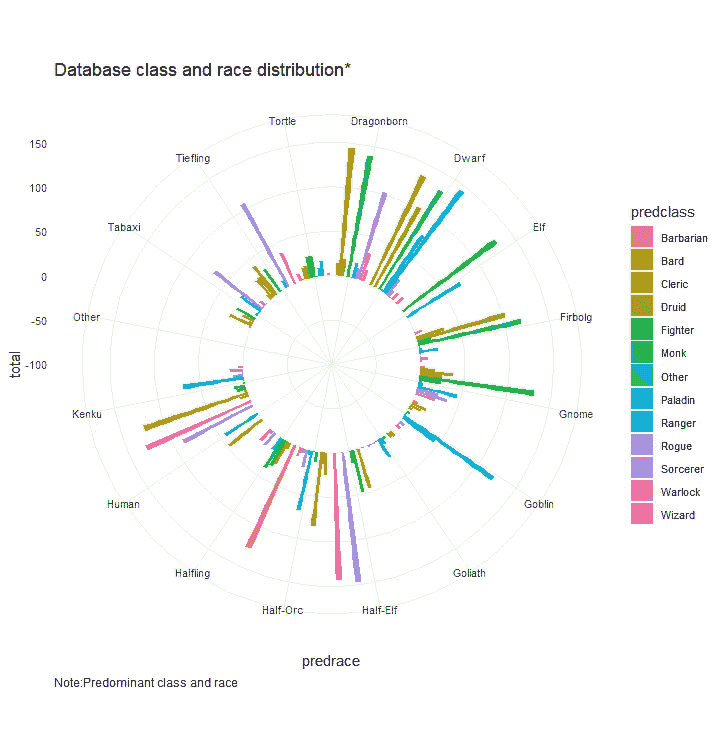 Database class and race distribution*
Tortle
Dragonborn
Tiefling
Dwarf
Tabaxi
Elf
Other
Firbolg
Kenku
Gnome
Human
Goblin
Halfling
Goliath
Half-Orc
Half-Elf
150
100
50
0
-50
-100
total
predrace
predclass
Barbarian
Bard
Cleric
Druid
Fighter
Monk
Other
Paladin
Ranger
Rogue
Sorcerer
Warlock
Wizard
Note:Predominant class and race